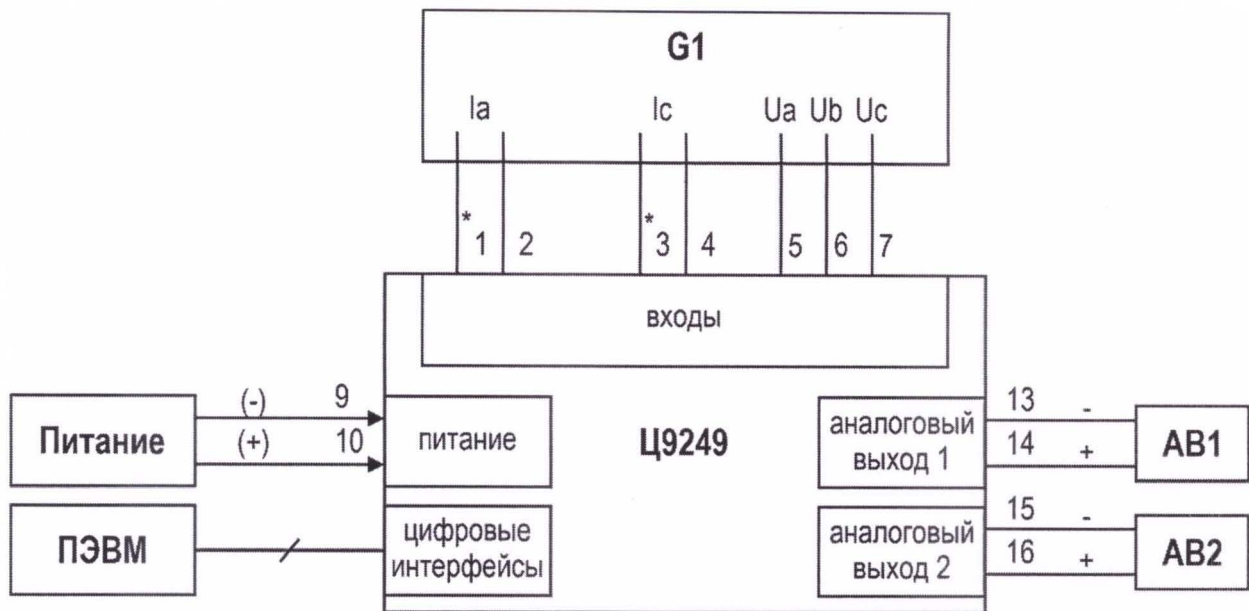 G1
Ia Ic Ua Ub Uc
* 1 2 * 3 4 5 6 7
входы
Питание
(-) 9
(+) 10
питание
Ц9249
аналоговый
выход 1
13 -
14 +
АВ1
ПЭВМ
цифровые
интерфейсы
аналоговый
выход 2
15 -
16 +
АВ2